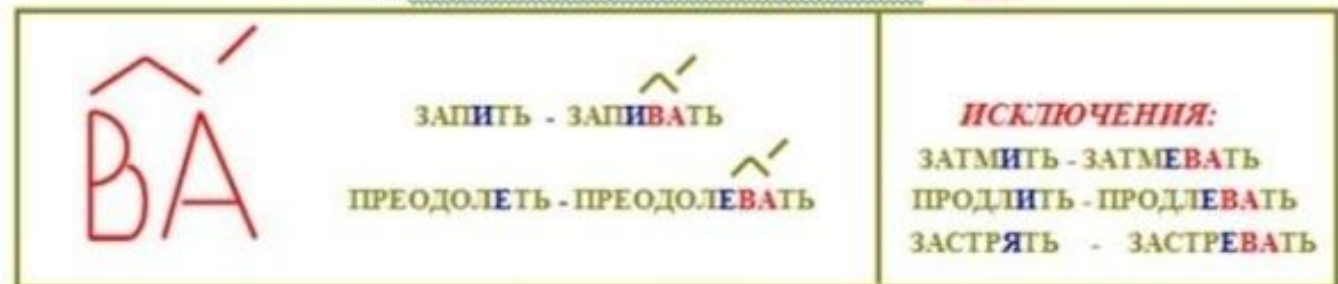 ВА
ЗАПИТЬ - ЗАПИВАТЬ
ПРЕОДОЛЕТЬ - ПРЕОДОЛЕВАТЬ
ИСКЛЮЧЕНИЯ:
ЗАТМИТЬ - ЗАТМЕВАТЬ
ПРОДЛИТЬ - ПРОДЛЕВАТЬ
ЗАСТРЯТЬ - ЗАСТРЕВАТЬ